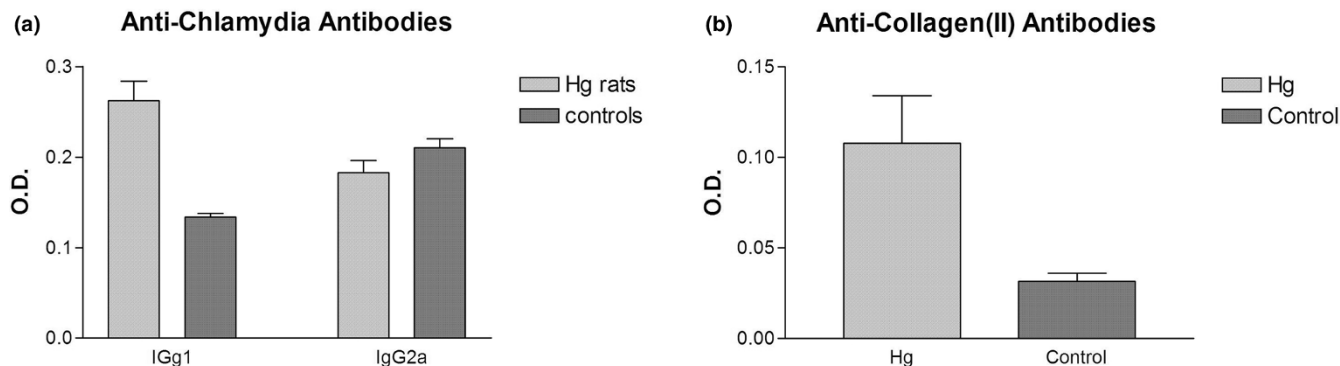 (a) Anti-Chlamydia Antibodies
0.3
0.2
0.1
0.0
O.D.
IGg1 IgG2a
Hg rats
controls
(b) Anti-Collagen(II) Antibodies
0.15
0.10
0.05
0.00
O.D.
Hg Control
Hg
Control